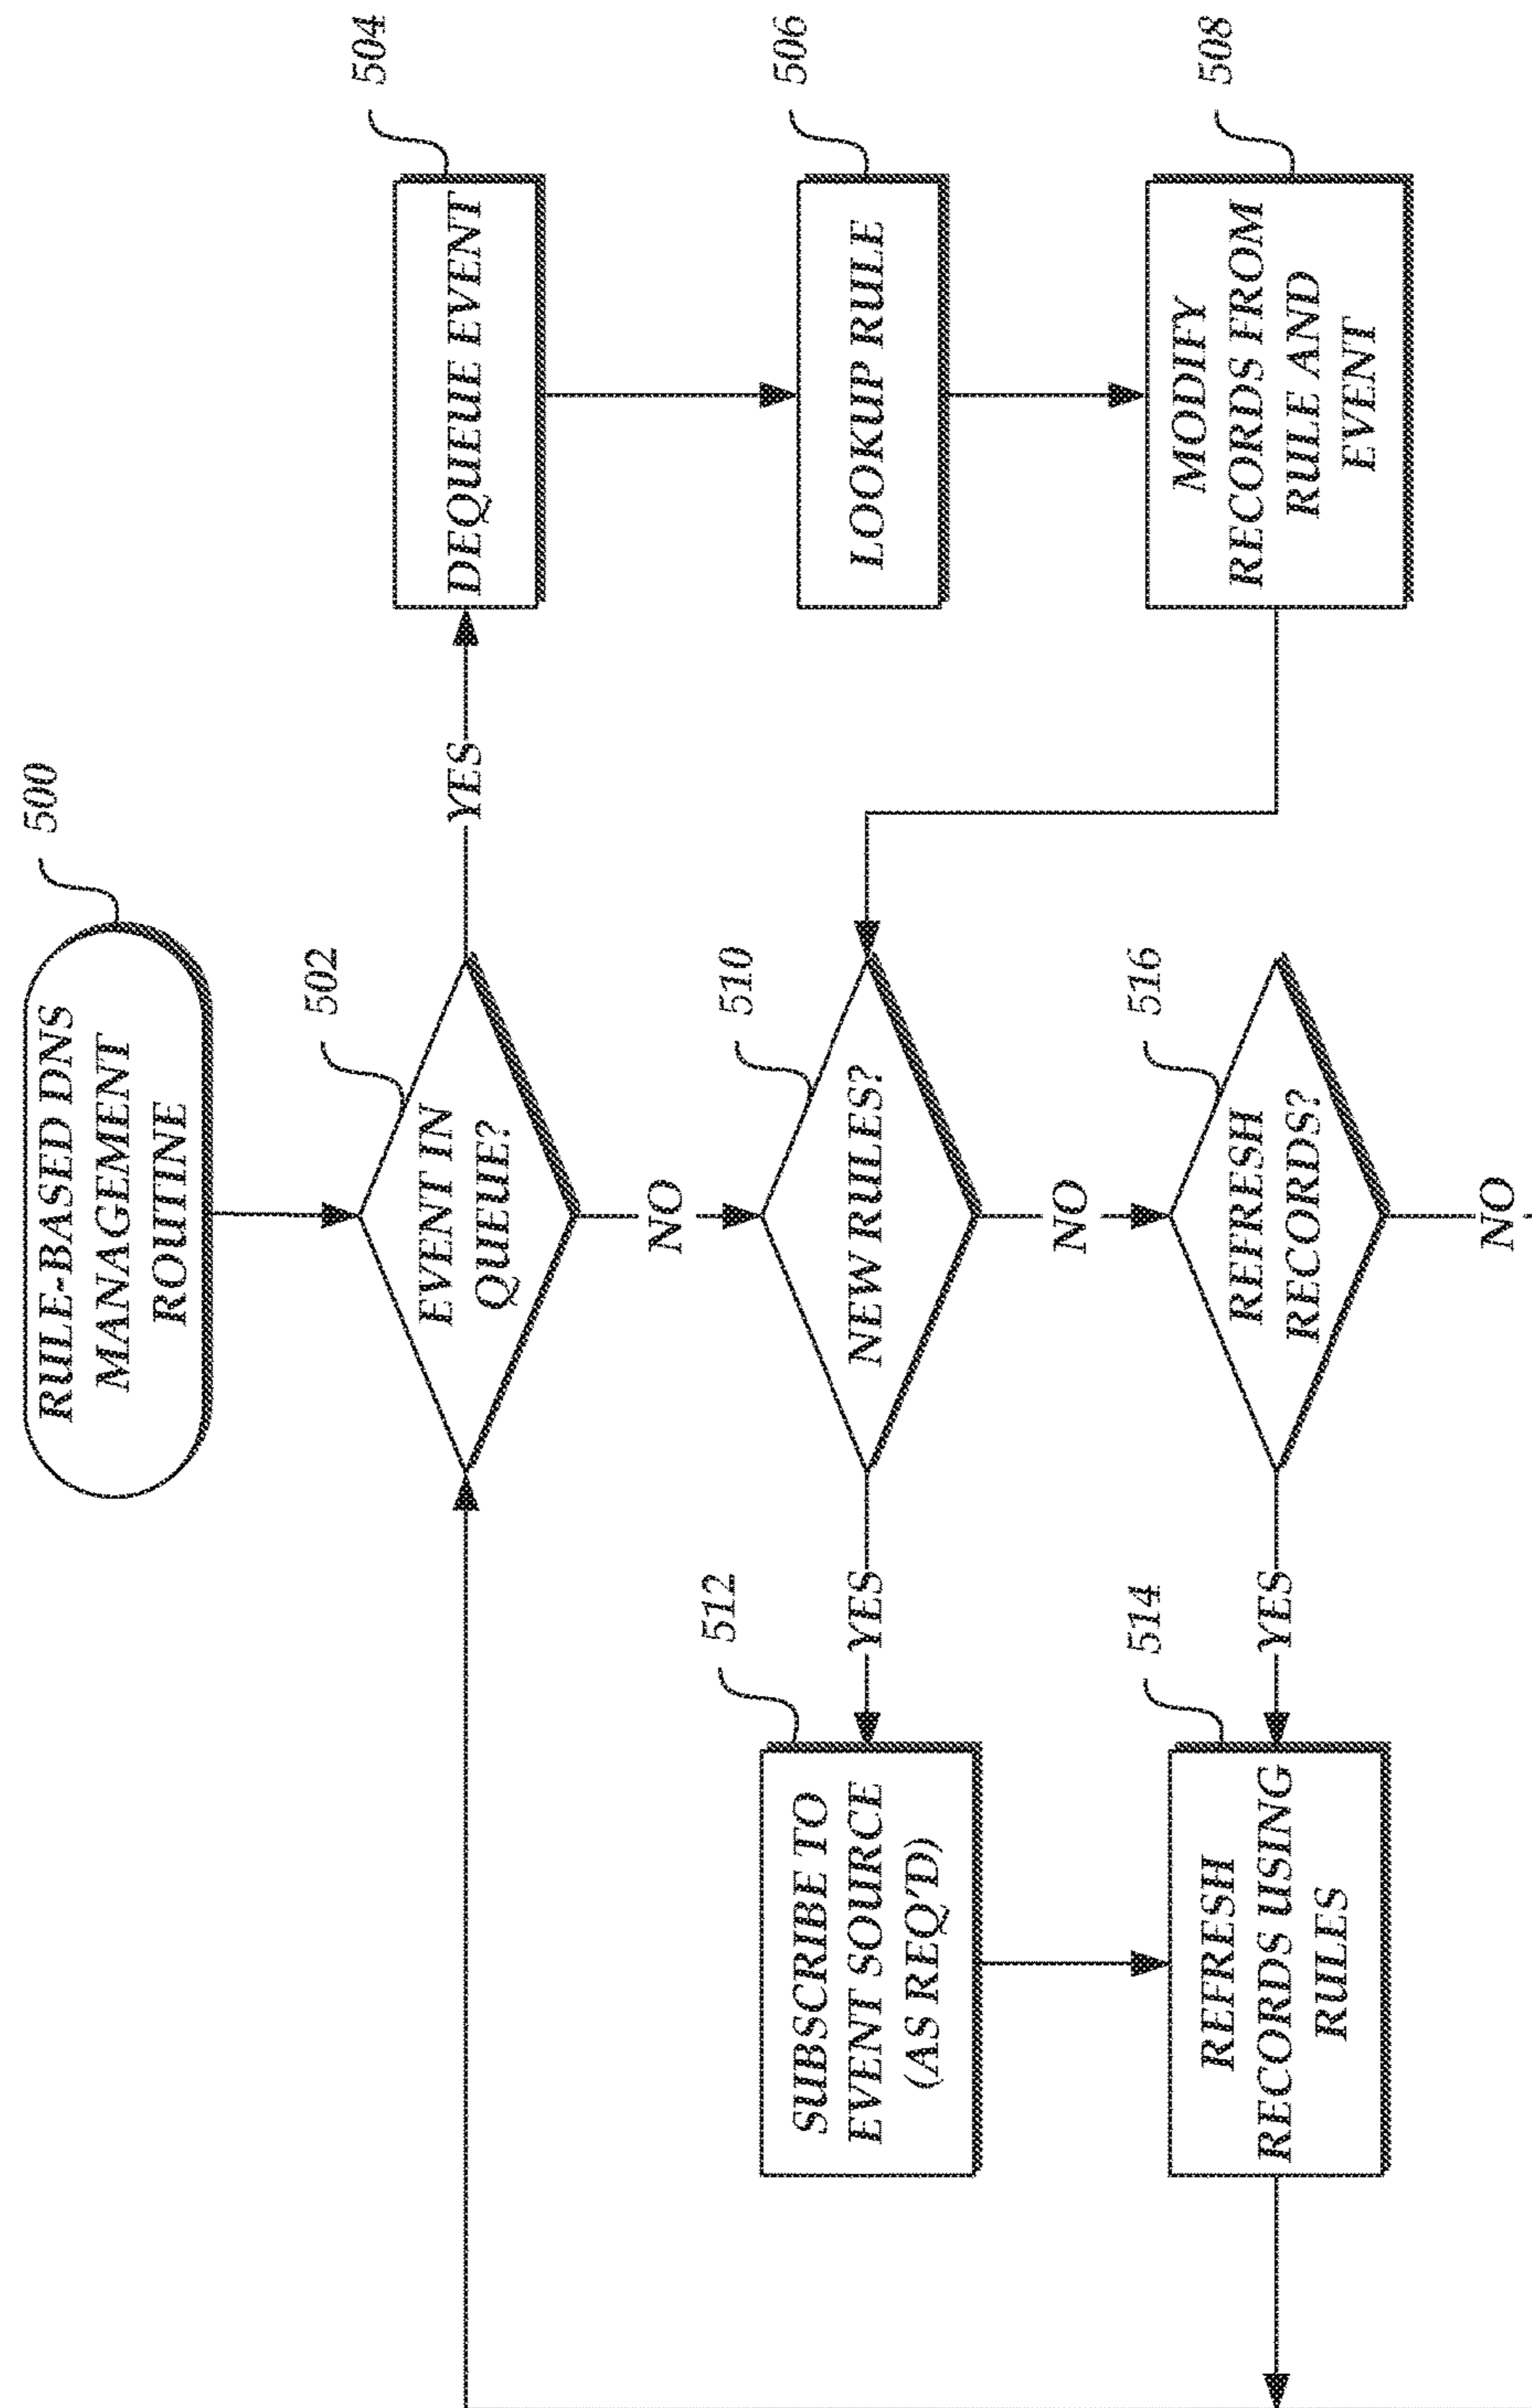 500
RULE-BASED DNS
MANAGEMENT
ROUTINE
502
EVENT IN
QUEUE?
YES
504
DEQUEUE EVENT
NO
506
LOOKUP RULE
508
MODIFY
RECORDS FROM
RULE AND
EVENT
510
NEW RULES?
YES
512
SUBSCRIBE TO
EVENT SOURCE
(AS REQ'D)
NO
516
REFRESH
RECORDS?
YES
514
REFRESH
RECORDS USING
RULES
NO